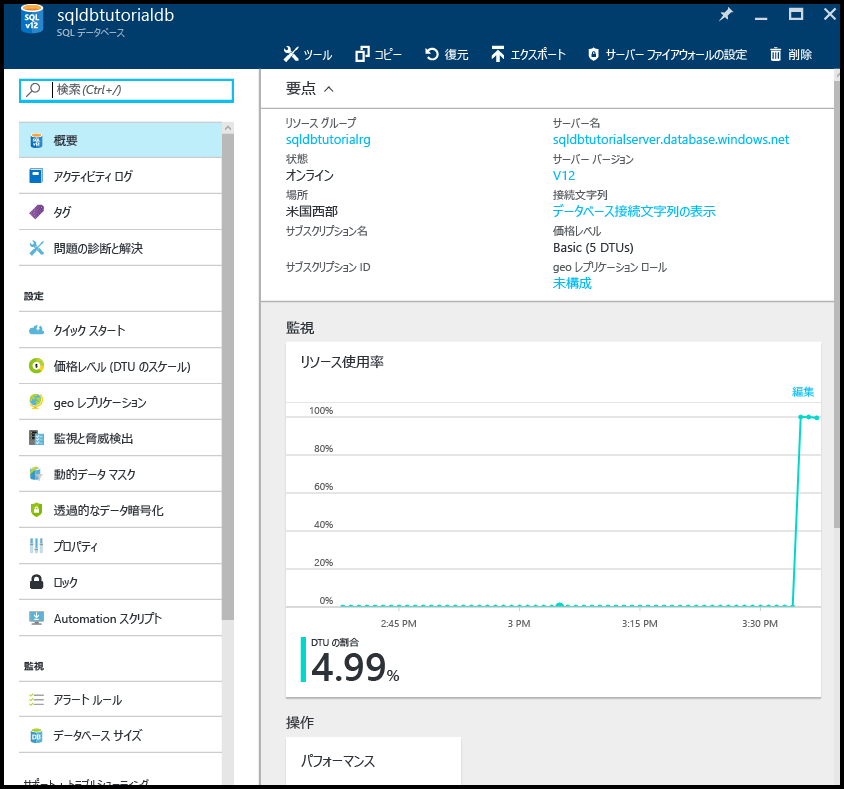 SQL
v12
sqldbtutorialdb
SQL データベース
ツール
コピー
復元
エクスポート
サーバー ファイアウォールの設定
削除
検索 (Ctrl+/)
概要
アクティビティ ログ
タグ
問題の診断と解決
設定
クイック スタート
価格レベル (DTU のスケール)
geo レプリケーション
監視と脅威検出
動的データ マスク
透過的なデータ暗号化
プロパティ
ロック
Automation スクリプト
監視
アラート ルール
データベース サイズ
サポート + トラブルシューティング
要点
リソース グループ
sqldbtutorialrg
状態
オンライン
場所
米国西部
サブスクリプション名
サブスクリプション ID
サーバー名
sqldbtutorialserver.database.windows.net
サーバー バージョン
V12
接続文字列
データベース接続文字列の表示
価格レベル
Basic (5 DTUs)
geo レプリケーション ロール
未構成
監視
リソース使用率
編集
100%
80%
60%
40%
20%
0%
2:45 PM
3 PM
3:15 PM
3:30 PM
DTU の割合
4.99%
操作
パフォーマンス